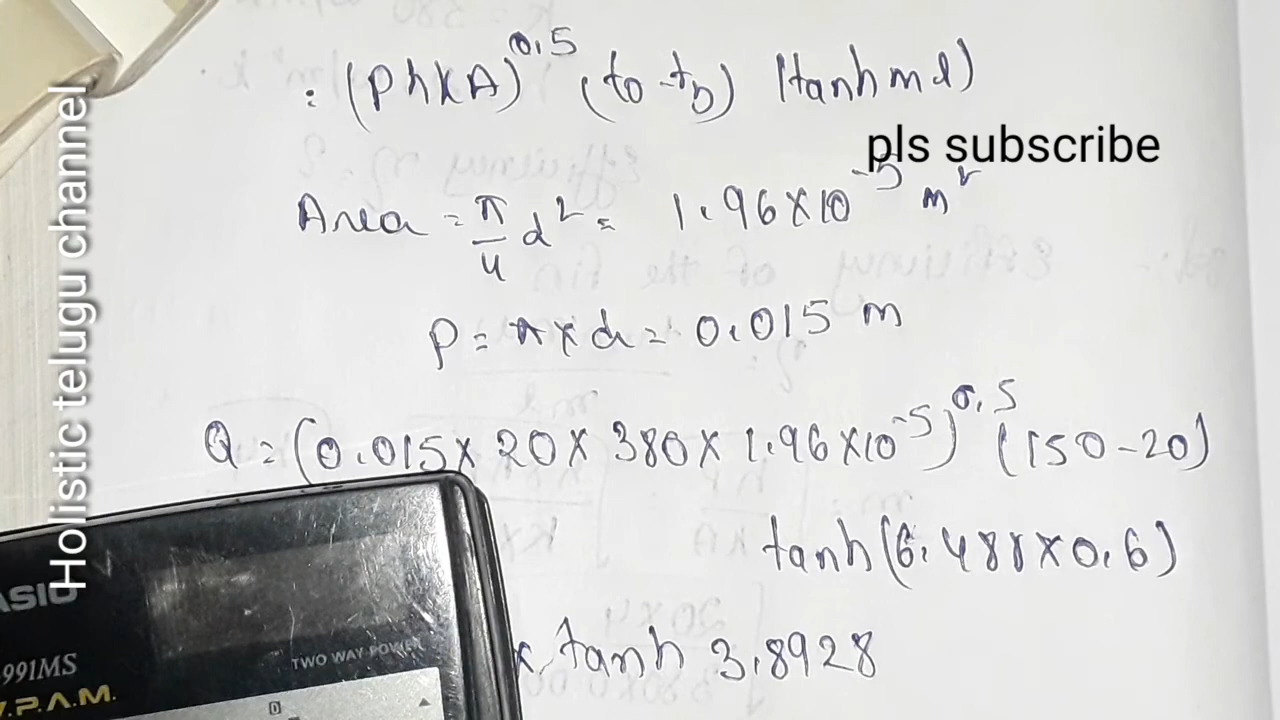 : (PhKA)^0.5 (to-tb) (tanh ml)
pls subscribe
Area = π/4 d² = 1.96×10^-5 m²
P = π×d = 0.015 m
Q = (0.015×20×380×1.96×10^-5)^0.5 (150-20)
tanh(6.488×0.6)
× tanh 3.8928
Holistic telugu channel
ASIO
991MS
TWO WAY POWER
V.P.A.M.